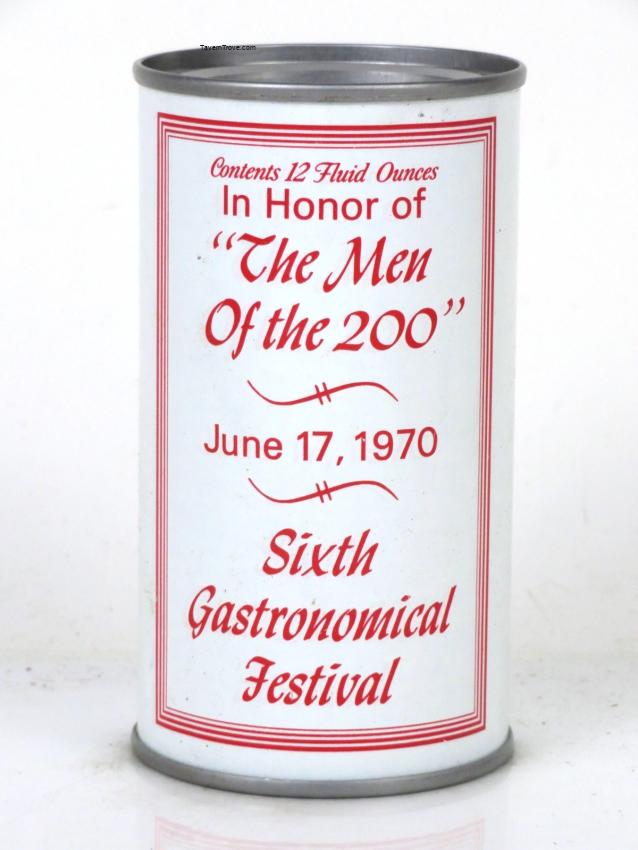 TavernTrove.com
Contents 12 Fluid Ounces
In Honor of
“The Men
Of the 200”
June 17, 1970
Sixth
Gastronomical
Festival